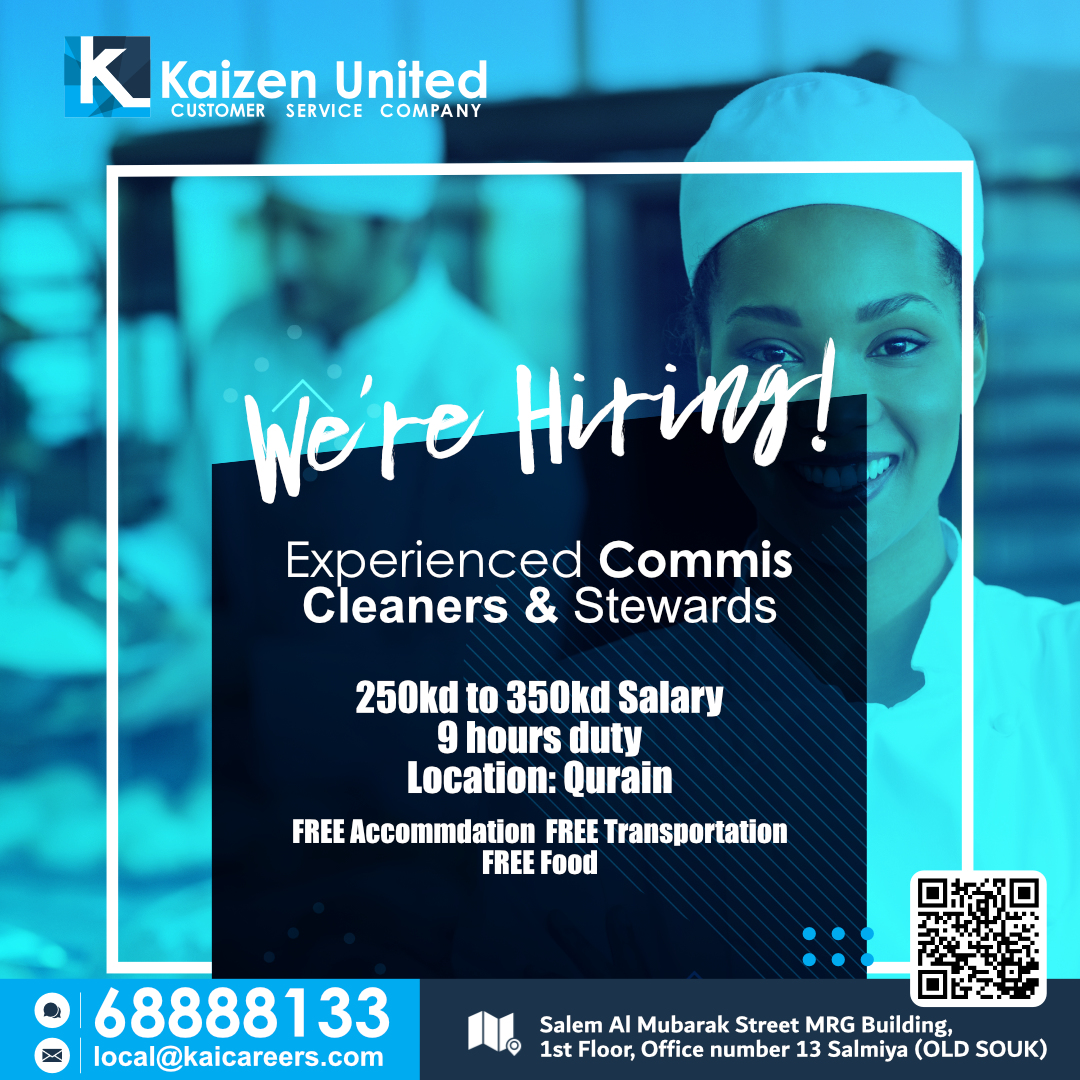 K Kaizen United
CUSTOMER SERVICE COMPANY
We're Hiring!
Experienced Commis
Cleaners & Stewards
250kd to 350kd Salary
9 hours duty
Location: Qurain
FREE Accommdation FREE Transportation
FREE Food
68888133
local@kaicareers.com
Salem Al Mubarak Street MRG Building,
1st Floor, Office number 13 Salmiya (OLD SOUK)